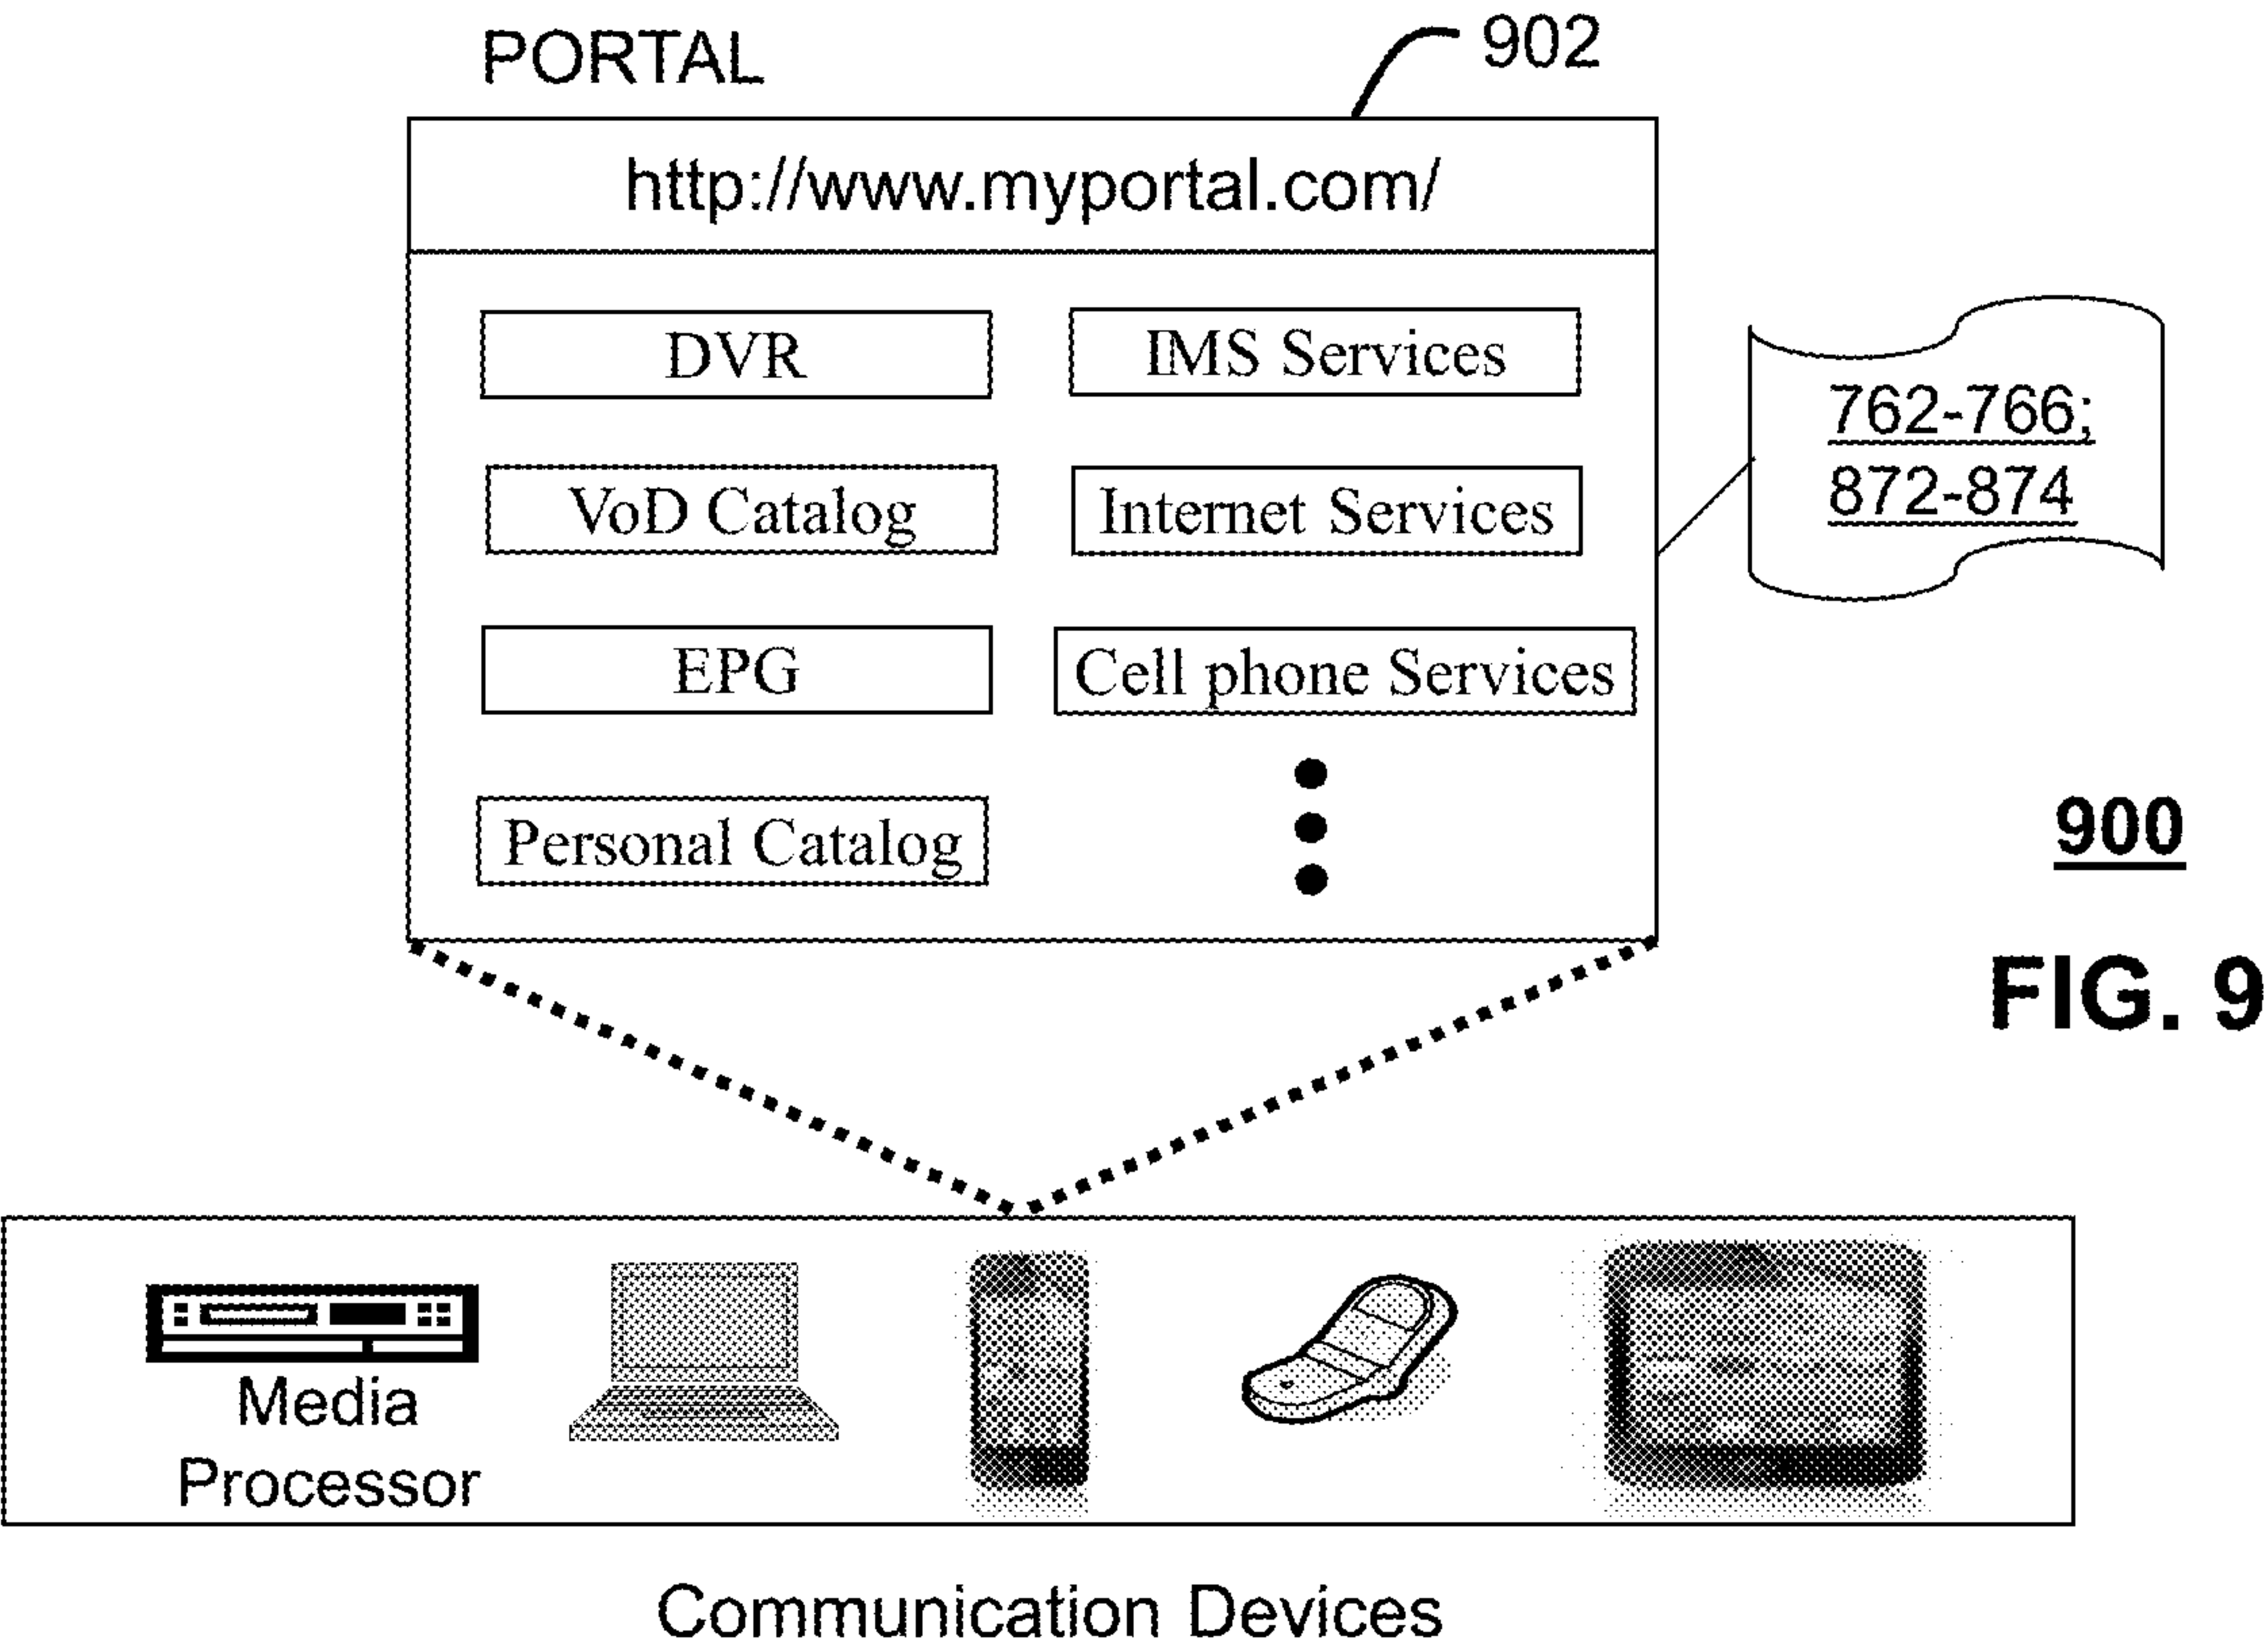 PORTAL
902
http://www.myportal.com/
DVR
IMS Services
VoD Catalog
Internet Services
EPG
Cell phone Services
Personal Catalog
762-766;
872-874
900
FIG. 9
Media
Processor
Communication Devices